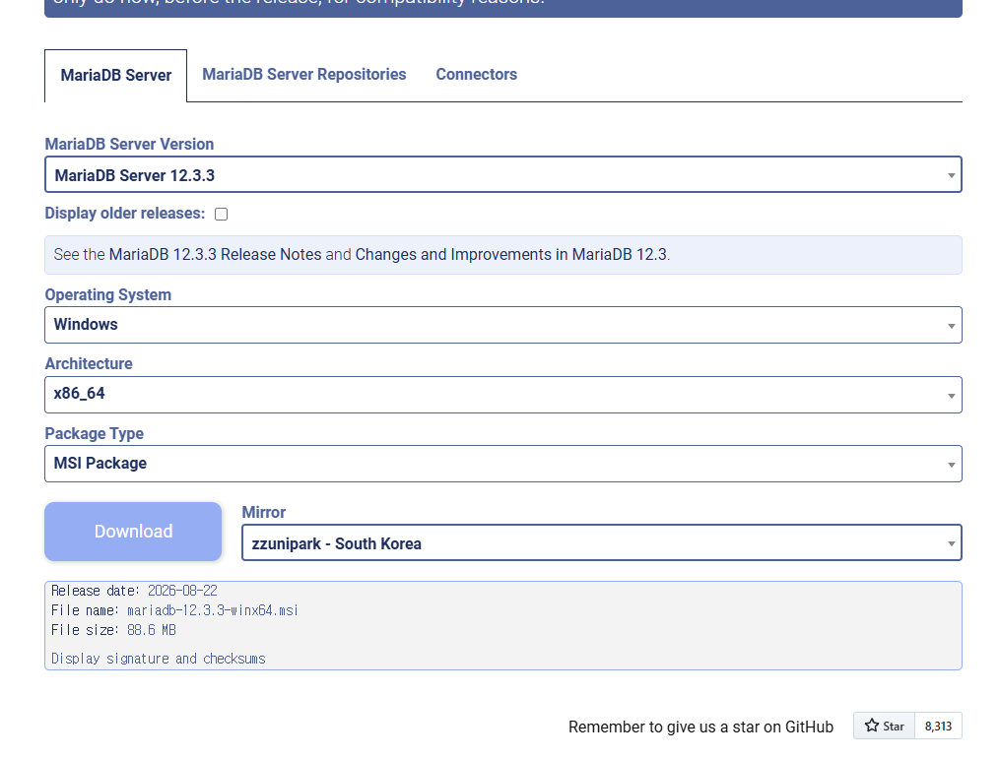 only do now, before the release, for compatibility reasons.
MariaDB Server MariaDB Server Repositories Connectors
MariaDB Server Version
MariaDB Server 12.3.3
Display older releases:
See the MariaDB 12.3.3 Release Notes and Changes and Improvements in MariaDB 12.3.
Operating System
Windows
Architecture
x86_64
Package Type
MSI Package
Download
Mirror
zzunipark - South Korea
Release date: 2026-08-22
File name: mariadb-12.3.3-winx64.msi
File size: 88.6 MB
Display signature and checksums
Remember to give us a star on GitHub Star 8,313